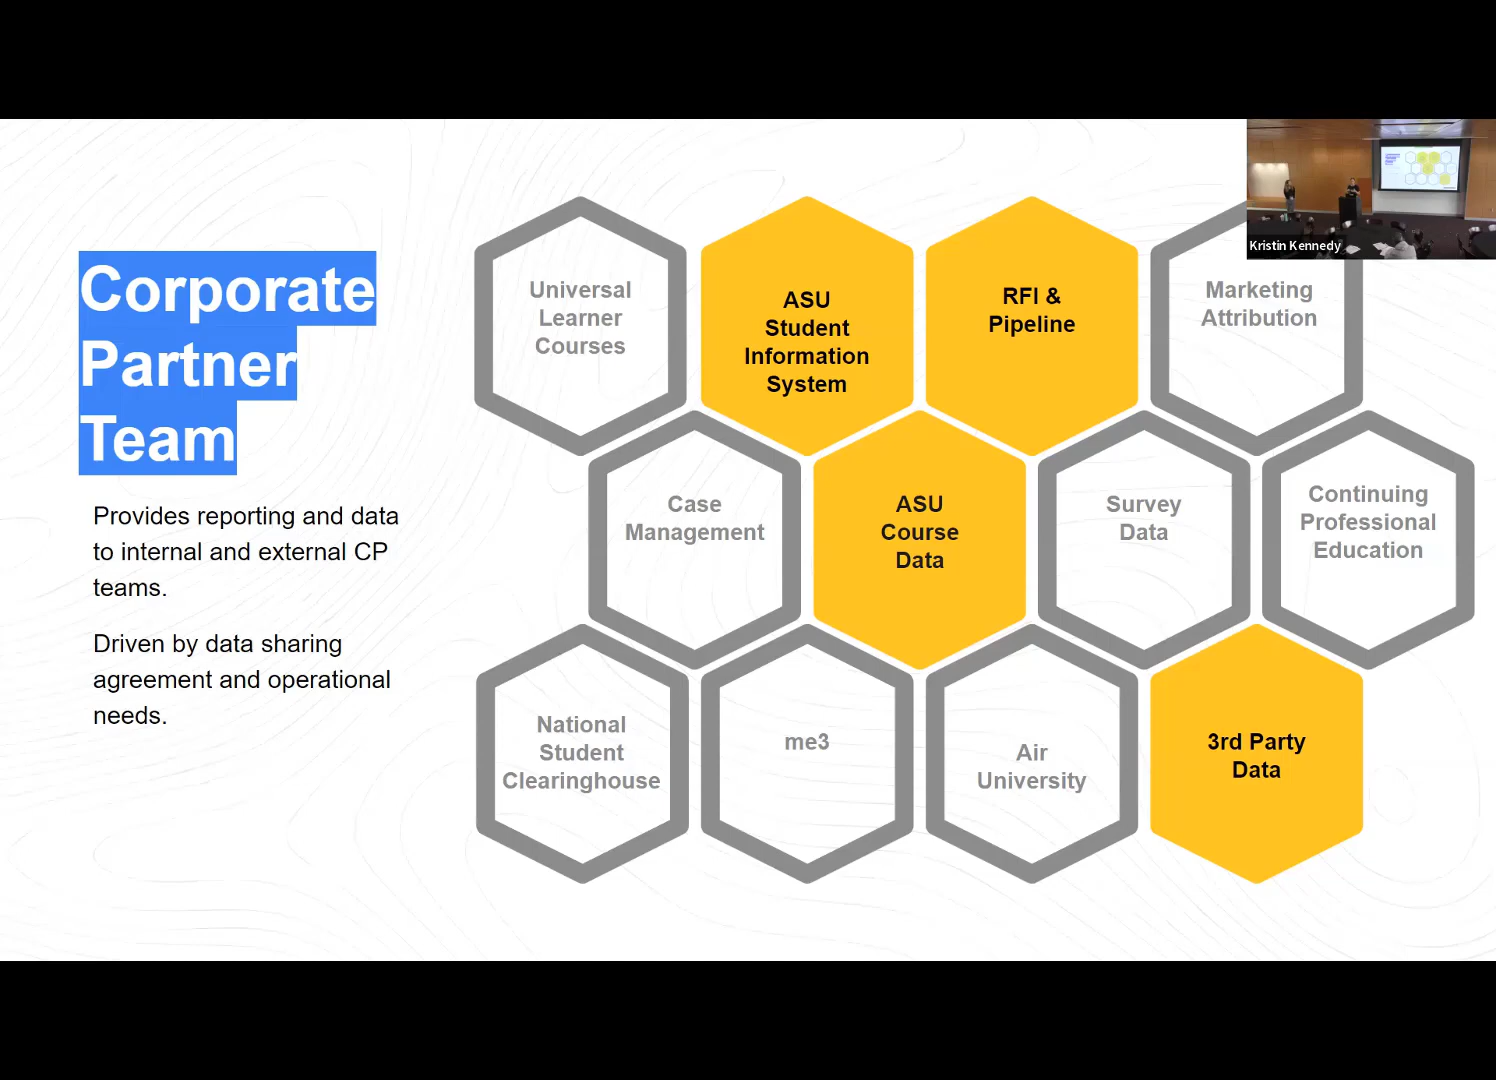 Corporate
Partner
Team
Provides reporting and data
to internal and external CP
teams.
Driven by data sharing
agreement and operational
needs.
Universal
Learner
Courses
ASU
Student
Information
System
RFI &
Pipeline
Marketing
Attribution
Case
Management
ASU
Course
Data
Survey
Data
Continuing
Professional
Education
National
Student
Clearinghouse
me3
Air
University
3rd Party
Data
Kristin Kennedy